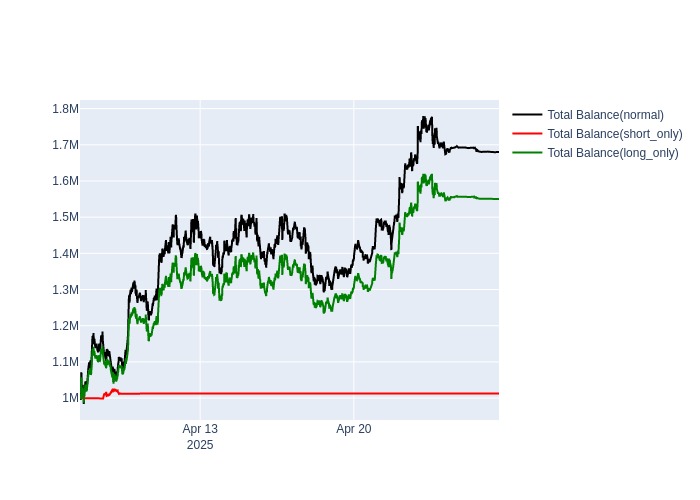 1.8M
1.7M
1.6M
1.5M
1.4M
1.3M
1.2M
1.1M
1M
Apr 13
2025
Apr 20
Total Balance(normal)
Total Balance(short_only)
Total Balance(long_only)